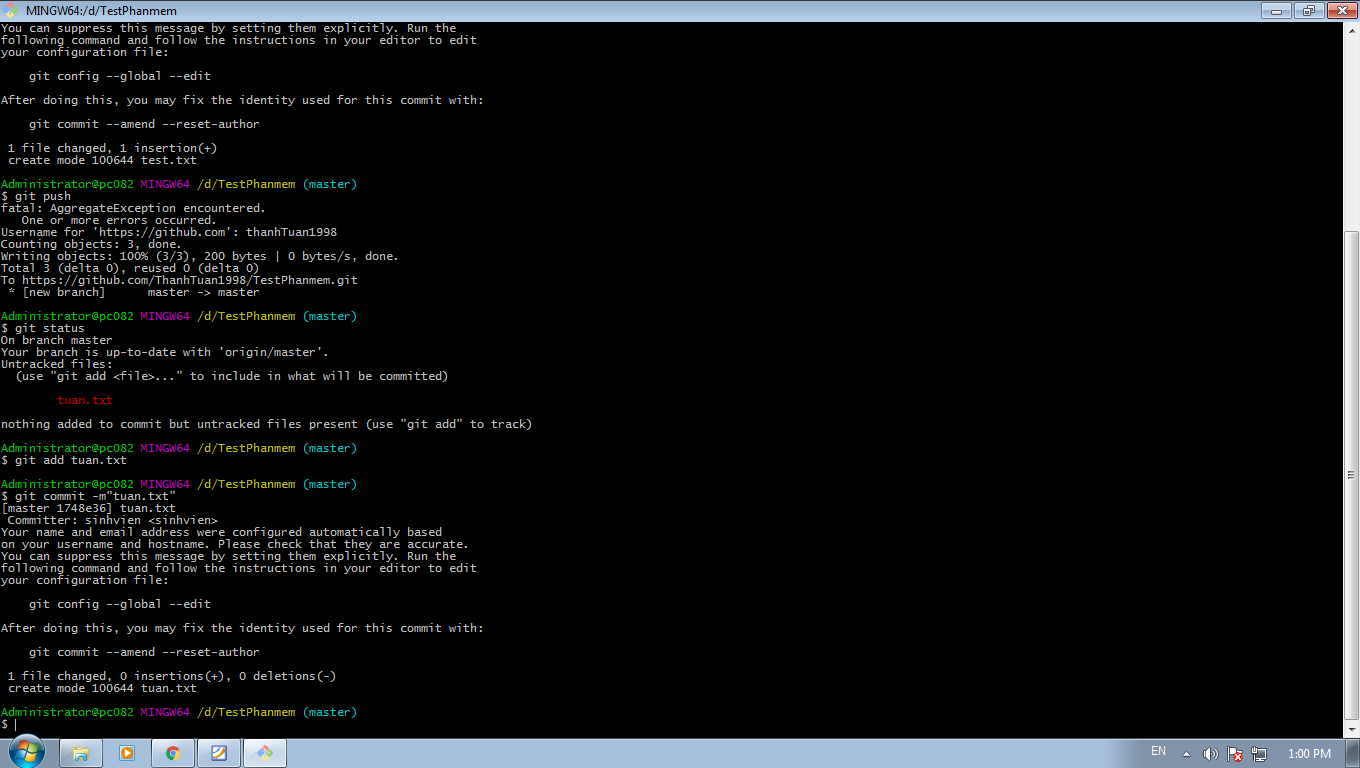 MINGW64:/d/TestPhanmem
You can suppress this message by setting them explicitly. Run the
following command and follow the instructions in your editor to edit
your configuration file:
    git config --global --edit
After doing this, you may fix the identity used for this commit with:
    git commit --amend --reset-author
 1 file changed, 1 insertion(+)
 create mode 100644 test.txt
Administrator@pc082 MINGW64 /d/TestPhanmem (master)
$ git push
fatal: AggregateException encountered.
   One or more errors occurred.
Username for 'https://github.com': thanhTuan1998
Counting objects: 3, done.
Writing objects: 100% (3/3), 200 bytes | 0 bytes/s, done.
Total 3 (delta 0), reused 0 (delta 0)
To https://github.com/ThanhTuan1998/TestPhanmem.git
 * [new branch]      master -> master
Administrator@pc082 MINGW64 /d/TestPhanmem (master)
$ git status
On branch master
Your branch is up-to-date with 'origin/master'.
Untracked files:
  (use "git add <file>..." to include in what will be committed)
        tuan.txt
nothing added to commit but untracked files present (use "git add" to track)
Administrator@pc082 MINGW64 /d/TestPhanmem (master)
$ git add tuan.txt
Administrator@pc082 MINGW64 /d/TestPhanmem (master)
$ git commit -m"tuan.txt"
[master 1748e36] tuan.txt
 Committer: sinhvien <sinhvien>
Your name and email address were configured automatically based
on your username and hostname. Please check that they are accurate.
You can suppress this message by setting them explicitly. Run the
following command and follow the instructions in your editor to edit
your configuration file:
    git config --global --edit
After doing this, you may fix the identity used for this commit with:
    git commit --amend --reset-author
 1 file changed, 0 insertions(+), 0 deletions(-)
 create mode 100644 tuan.txt
Administrator@pc082 MINGW64 /d/TestPhanmem (master)
$
EN
1:00 PM